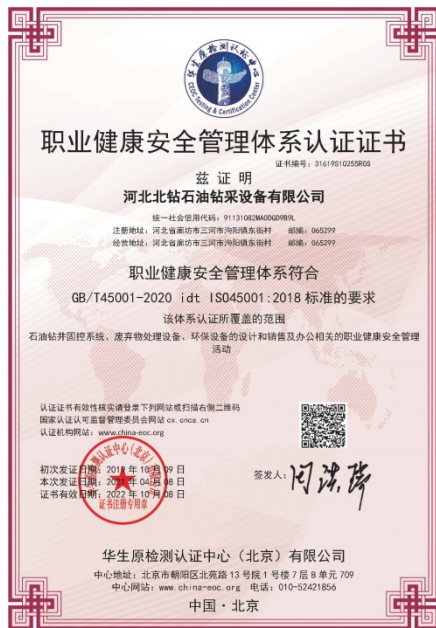 华生原检测认证中心
CEOC Testing & Certification Center
职业健康安全管理体系认证证书
证书编号：31619S10255R0S
兹证明
河北北钻石油钻采设备有限公司
统一社会信用代码：91131082MA0DGD9B9L
注册地址：河北省廊坊市三河市泃阳镇东街村 邮编：065299
经营地址：河北省廊坊市三河市泃阳镇东街村 邮编：065299
职业健康安全管理体系符合
GB/T45001-2020 idt ISO45001:2018 标准的要求
该体系认证所覆盖的范围
石油钻井固控系统、废弃物处理设备、环保设备的设计和销售及办公相关的职业健康安全管理
活动
认证证书有效性核实请登录下列网站或扫描右侧二维码
国家认证认可监督管理委员会网站 cx.cnca.cn
认证机构网站：www.china-eoc.org
初次发证日期：2019 年 10 月 09 日
本次发证日期：2021 年 04 月 08 日
证书有效日期：2022 年 10 月 08 日
证书注册专用章
签发人：
华生原检测认证中心（北京）有限公司
中心地址：北京市朝阳区北苑路 13 号院 1 号楼 7 层 B 单元 709
中心网站：www.china-eoc.org 电话：010-52421856
中国·北京